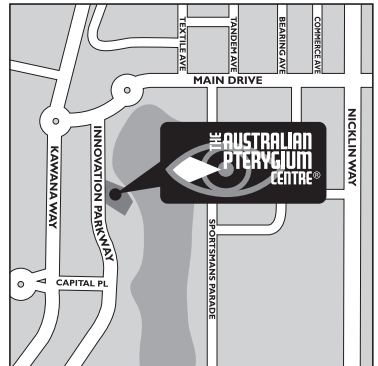 TEXTILE AVE
TANDEM AVE
BEARING AVE
COMMERCE AVE
MAIN DRIVE
NICKLIN WAY
KAWANA WAY
INNOVATION PARKWAY
THE AUSTRALIAN
PTERYGIUM
CENTRE®
SPORTSMANS PARADE
CAPITAL PL